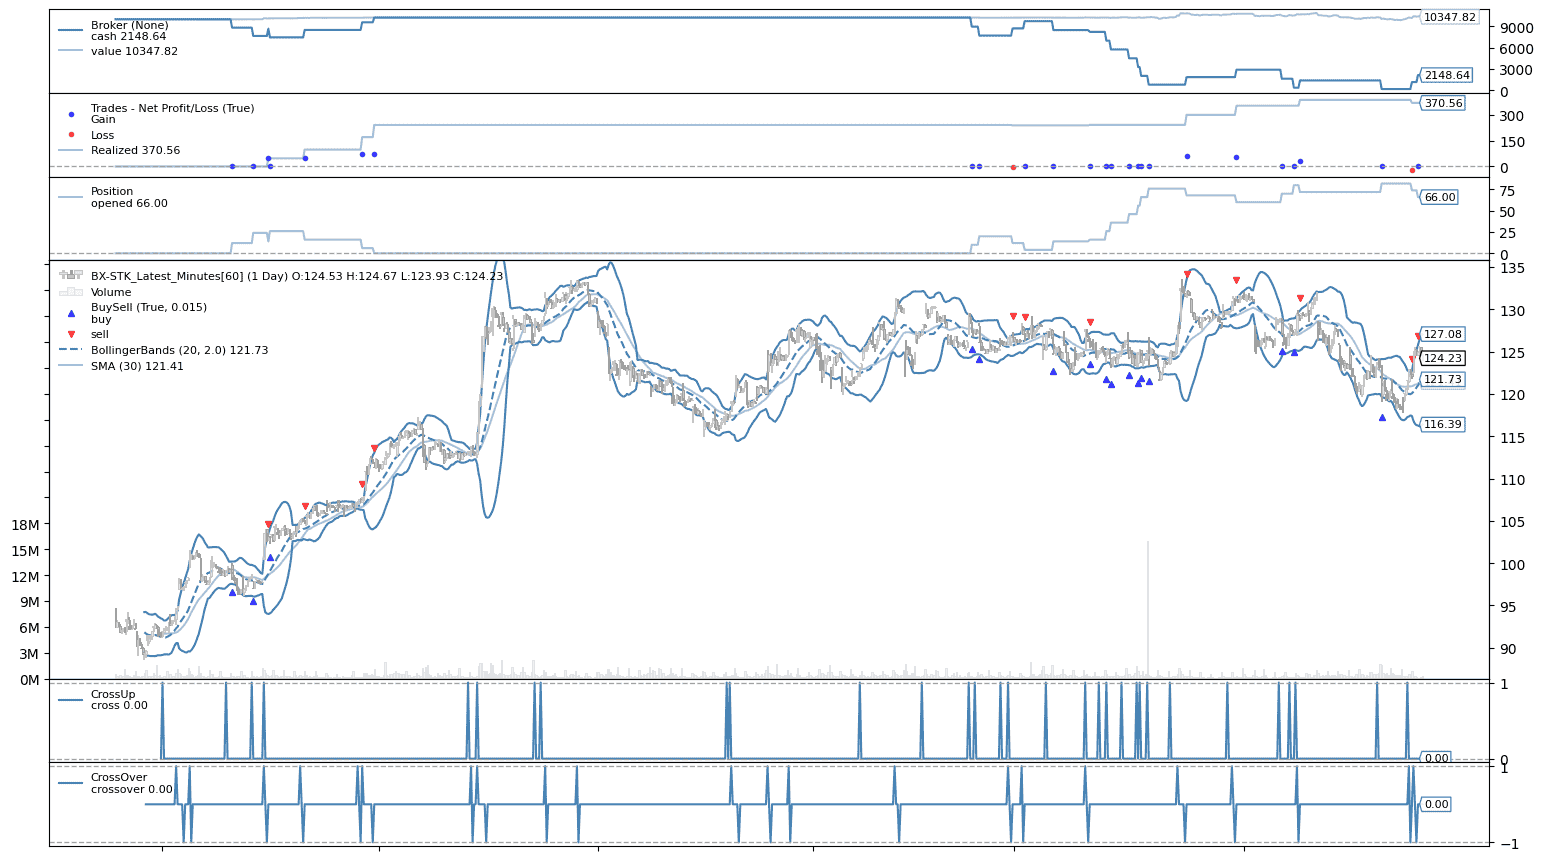 Broker (None)
cash 2148.64
value 10347.82
10347.82
9000
6000
3000
2148.64
0
Trades - Net Profit/Loss (True)
Gain
Loss
Realized 370.56
370.56
300
150
0
Position
opened 66.00
75
66.00
50
25
0
BX-STK_Latest_Minutes[60] (1 Day) O:124.53 H:124.67 L:123.93 C:124.23
Volume
BuySell (True, 0.015)
buy
sell
BollingerBands (20, 2.0) 121.73
SMA (30) 121.41
135
130
127.08
125
124.23
121.73
120
116.39
115
110
105
100
95
90
18M
15M
12M
9M
6M
3M
0M
CrossUp
cross 0.00
1
0.00
0
CrossOver
crossover 0.00
1
0.00
−1